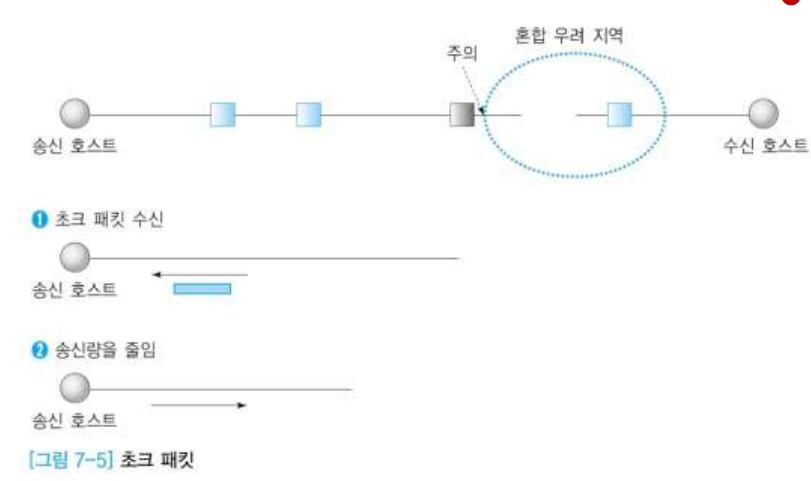 혼합 우려 지역
주의
송신 호스트
수신 호스트
❶ 초크 패킷 수신
송신 호스트
❷ 송신량을 줄임
송신 호스트
[그림 7-5] 초크 패킷